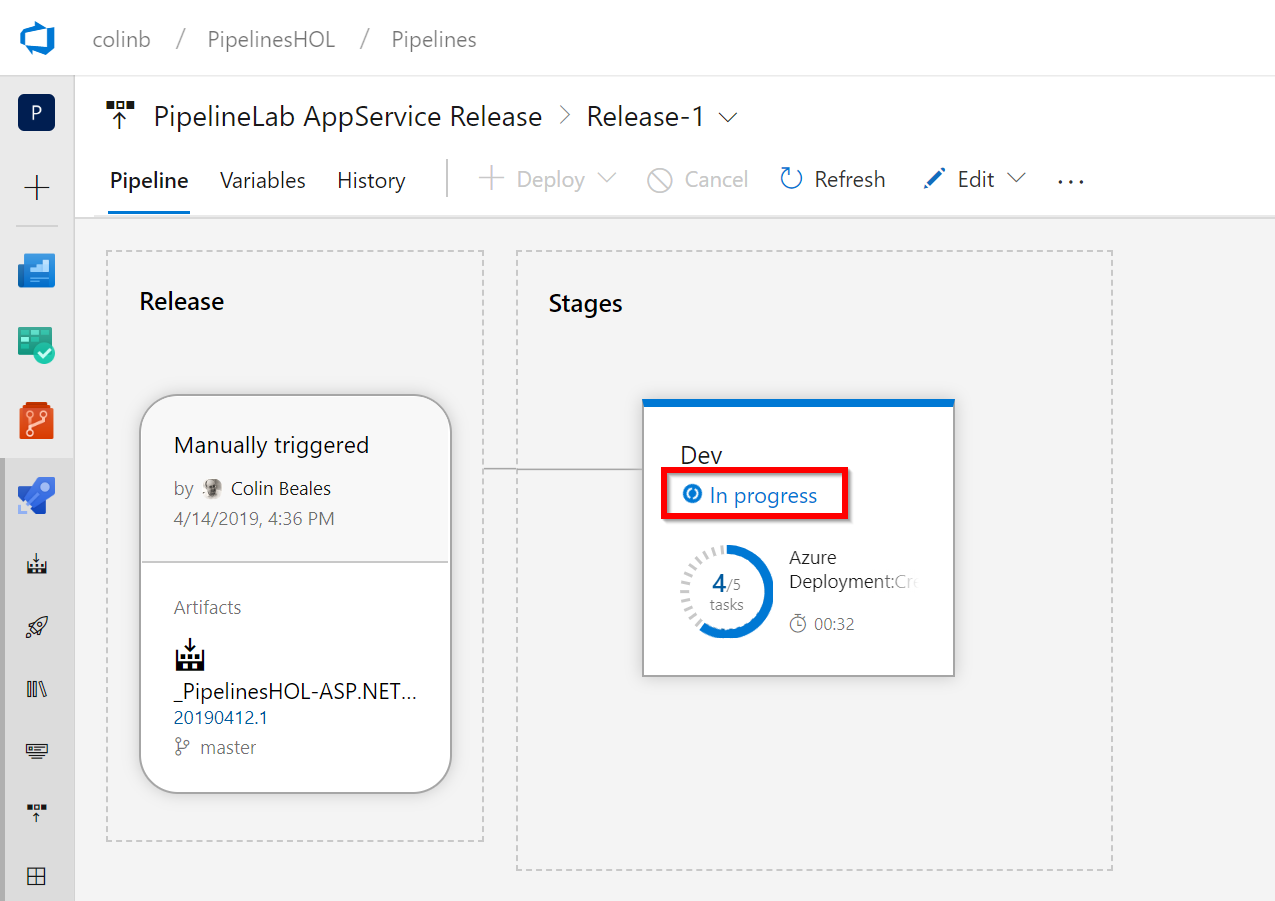 colinb / PipelinesHOL / Pipelines
P
PipelineLab AppService Release > Release-1
Pipeline Variables History Deploy Cancel Refresh Edit ...
Release
Stages
Manually triggered
by Colin Beales
4/14/2019, 4:36 PM
Dev
In progress
4/5
tasks
Azure
Deployment:Cre
00:32
Artifacts
_PipelinesHOL-ASP.NET...
20190412.1
master